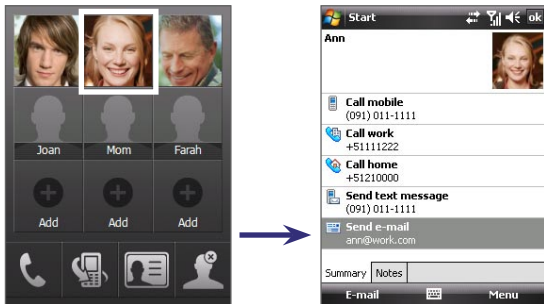 Joan Mom Farah
Add Add Add
Start ok
Ann
Call mobile
(091) 011-1111
Call work
+51111222
Call home
+51210000
Send text message
(091) 011-1111
Send e-mail
ann@work.com
Summary Notes
E-mail Menu